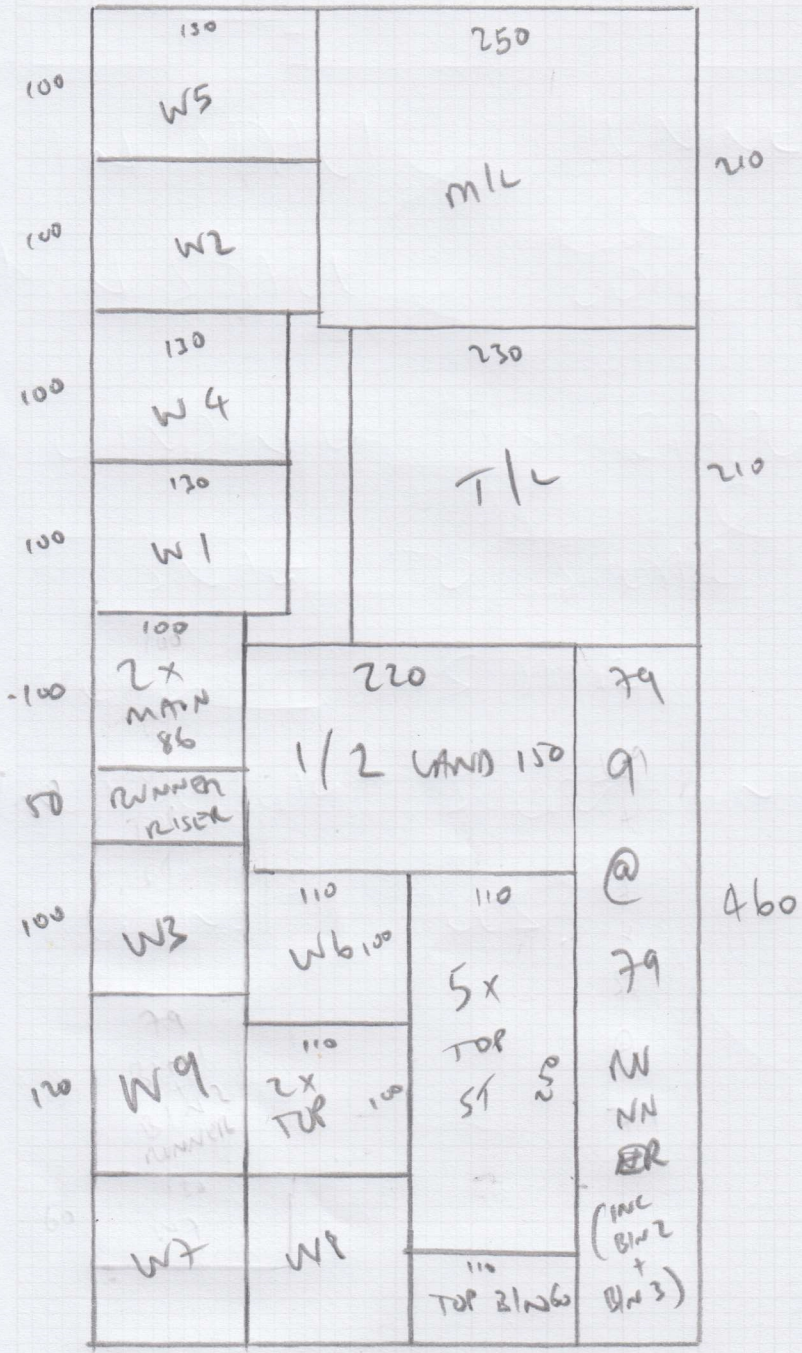 150
250
100
W5
210
M/L
100
W2
130
230
100
W4
T/L
210
130
100
W1
100
220
79
2X
MAIN
86
100
1/2 LAND 150
9
50
RUNNER
RISER
@
110
110
460
100
W3
W6 100
79
5X
TOP
ST 250
110
120
W9
2X
TOP
100
RU
NN
ER
W7
W8
(INC
BIN 2
+
BIN 3)
110
TOP BIN 60